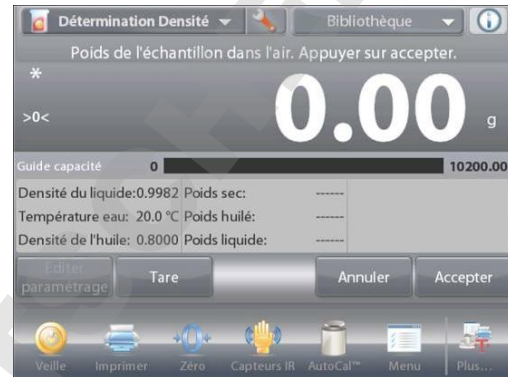 Détermination Densité Bibliothèque
Poids de l'échantillon dans l'air. Appuyer sur accepter.
*
>0< 0.00 g
Guide capacité 0 10200.00
Densité du liquide:0.9982 Poids sec: ------
Température eau: 20.0 °C Poids huilé: ------
Densité de l'huile: 0.8000 Poids liquide: ------
Editer paramétrage Tare Annuler Accepter
Veille Imprimer Zéro Capteurs IR AutoCal™ Menu Plus...